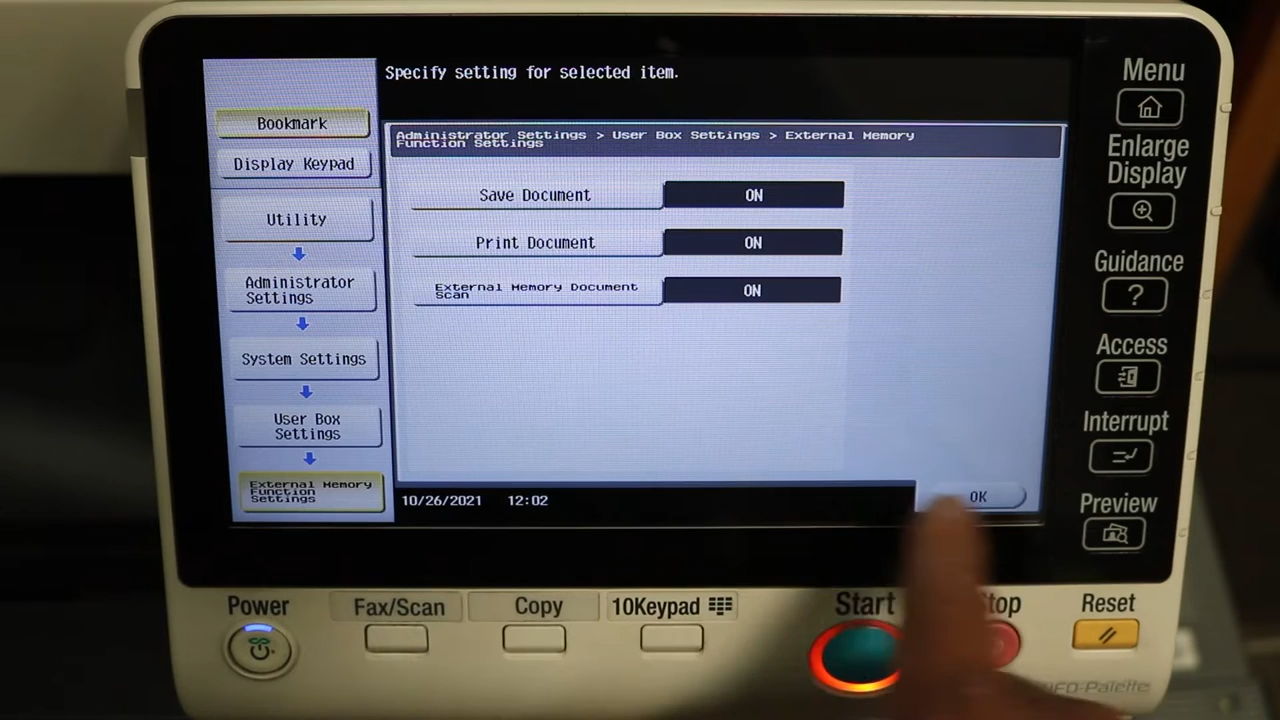 Specify setting for selected item.
Bookmark
Display Keypad
Utility
Administrator
Settings
System Settings
User Box
Settings
External Memory
Function
Settings
Administrator Settings > User Box Settings > External Memory
Function Settings
Save Document
ON
Print Document
ON
External Memory Document
Scan
ON
10/26/2021 12:02
OK
Menu
Enlarge
Display
Guidance
?
Access
Interrupt
Preview
Power
Fax/Scan
Copy
10Keypad
Start
Stop
Reset